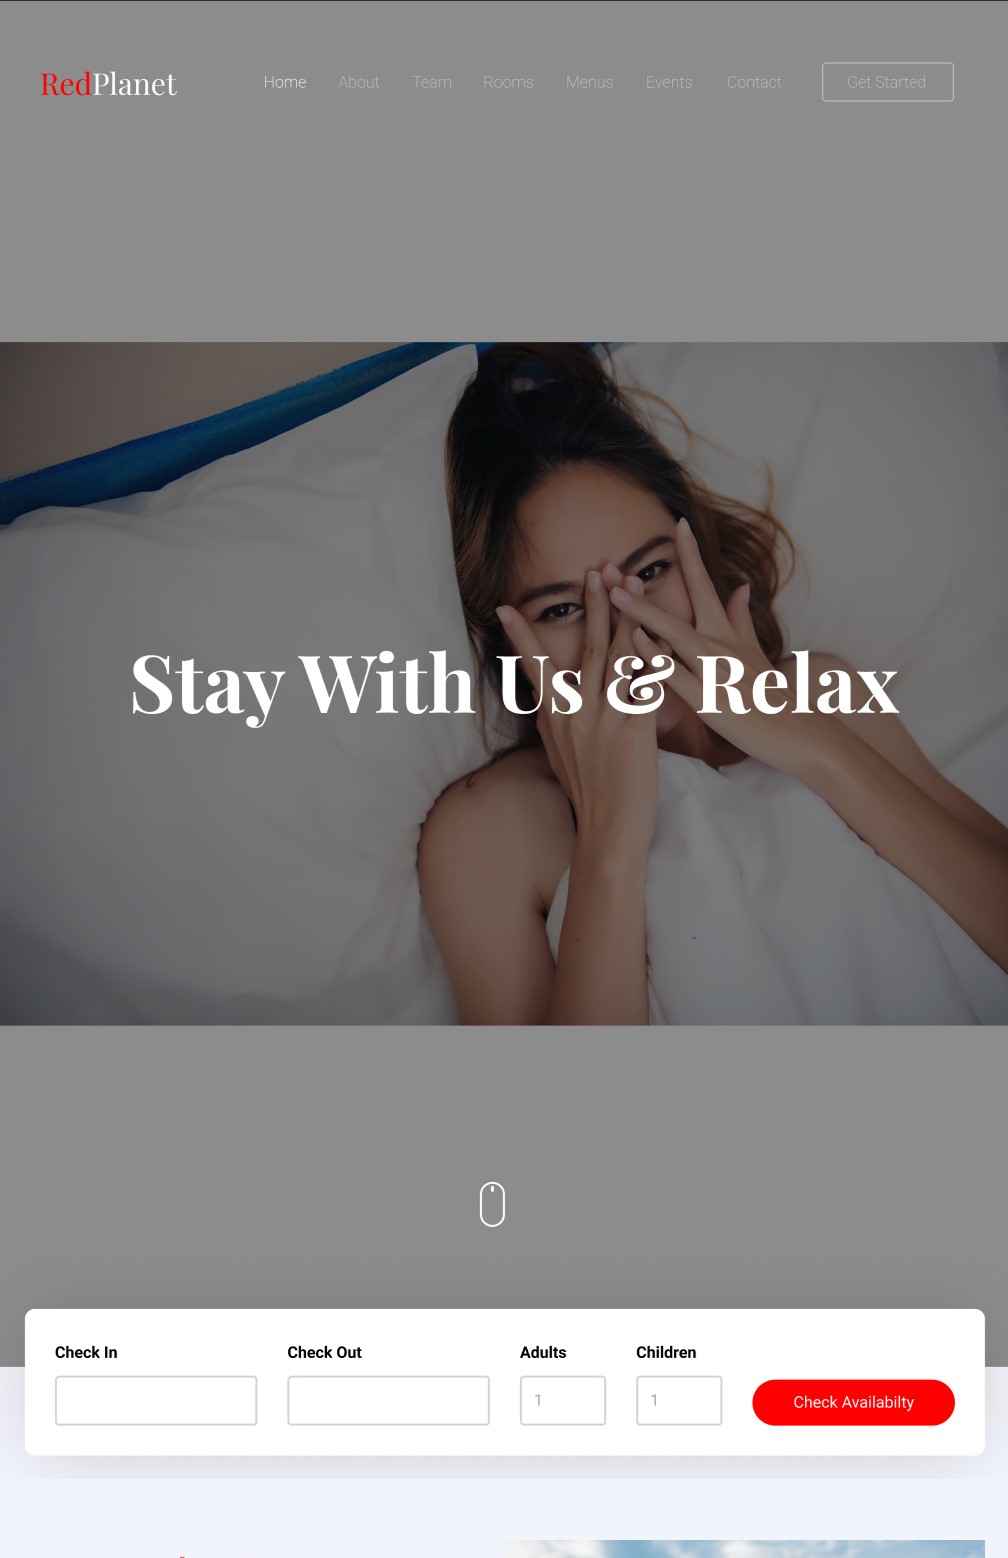 RedPlanet
Home About Team Rooms Menus Events Contact Get Started
Stay With Us & Relax
Check In Check Out Adults Children
1 1 Check Availabilty